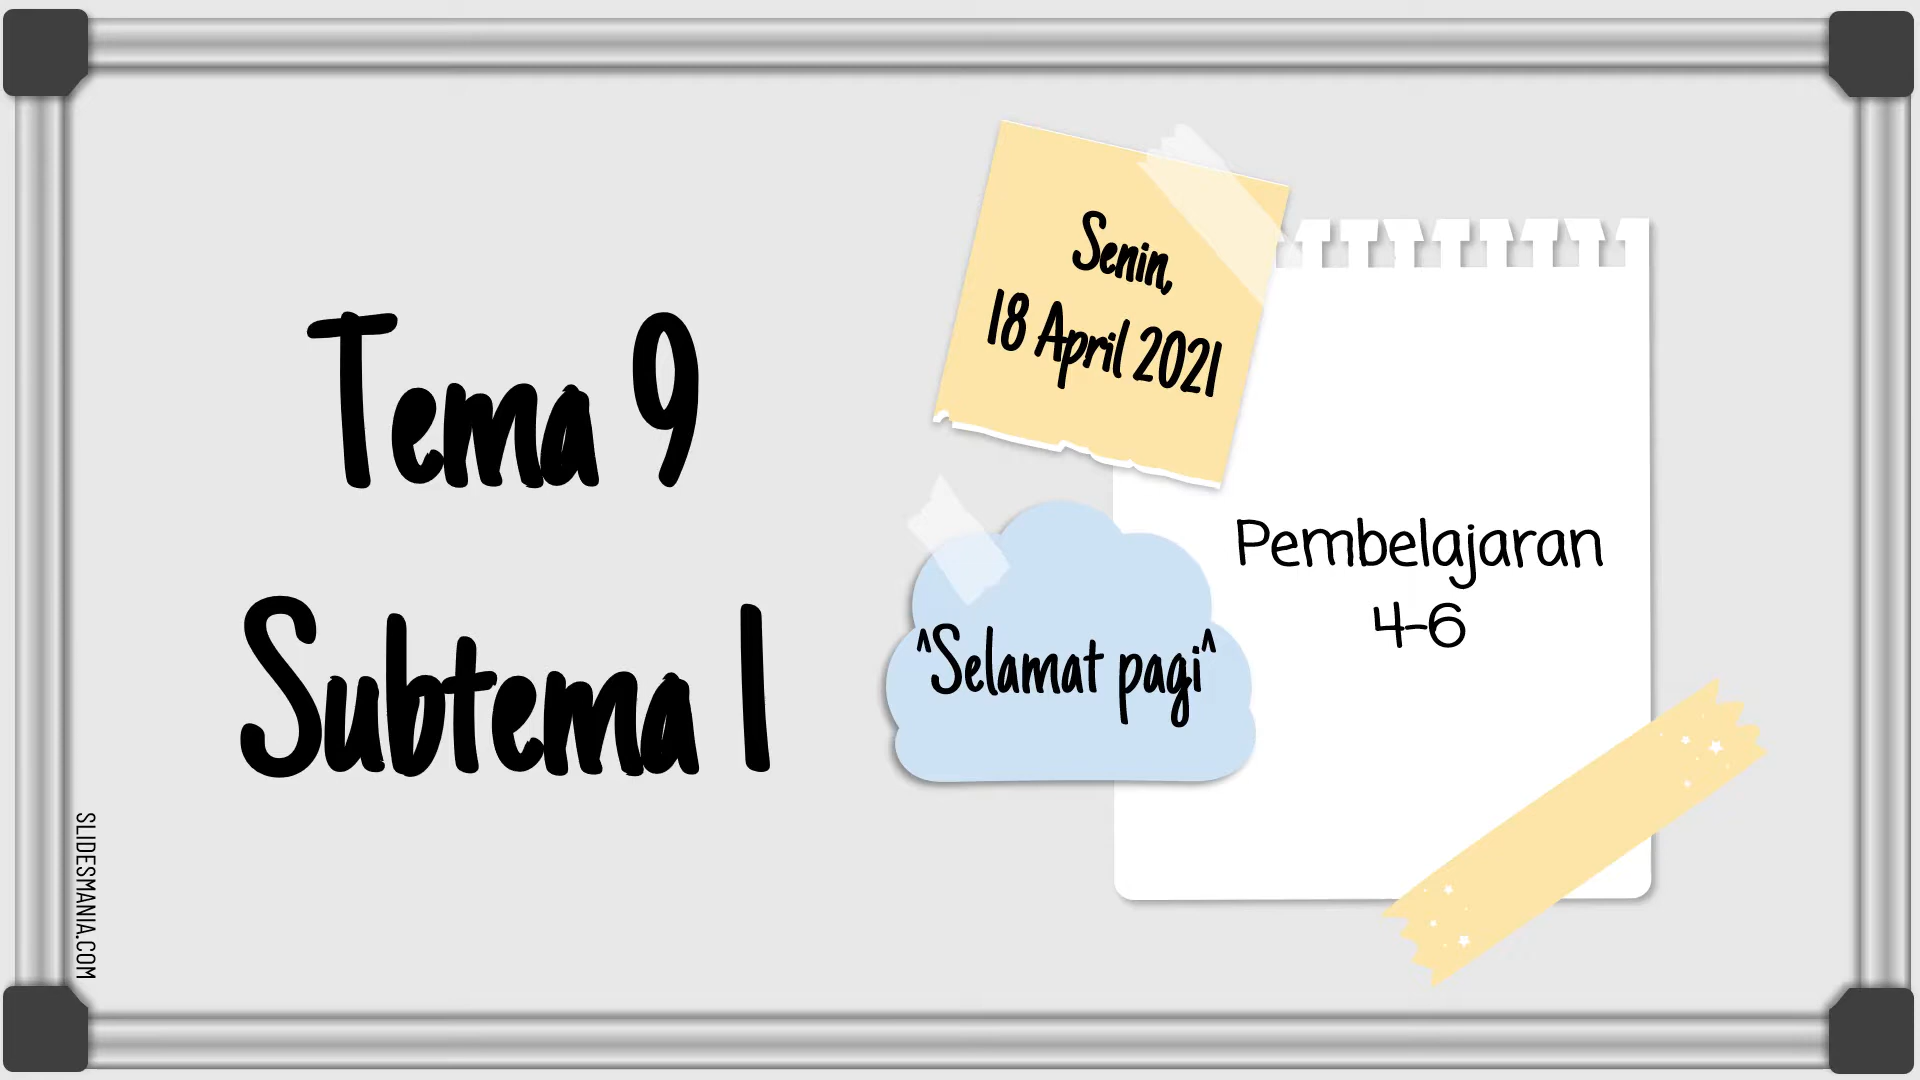 Tema 9
Subtema 1
Senin,
18 April 2021
^Selamat pagi^
Pembelajaran
4-6
SLIDESMANIA.COM